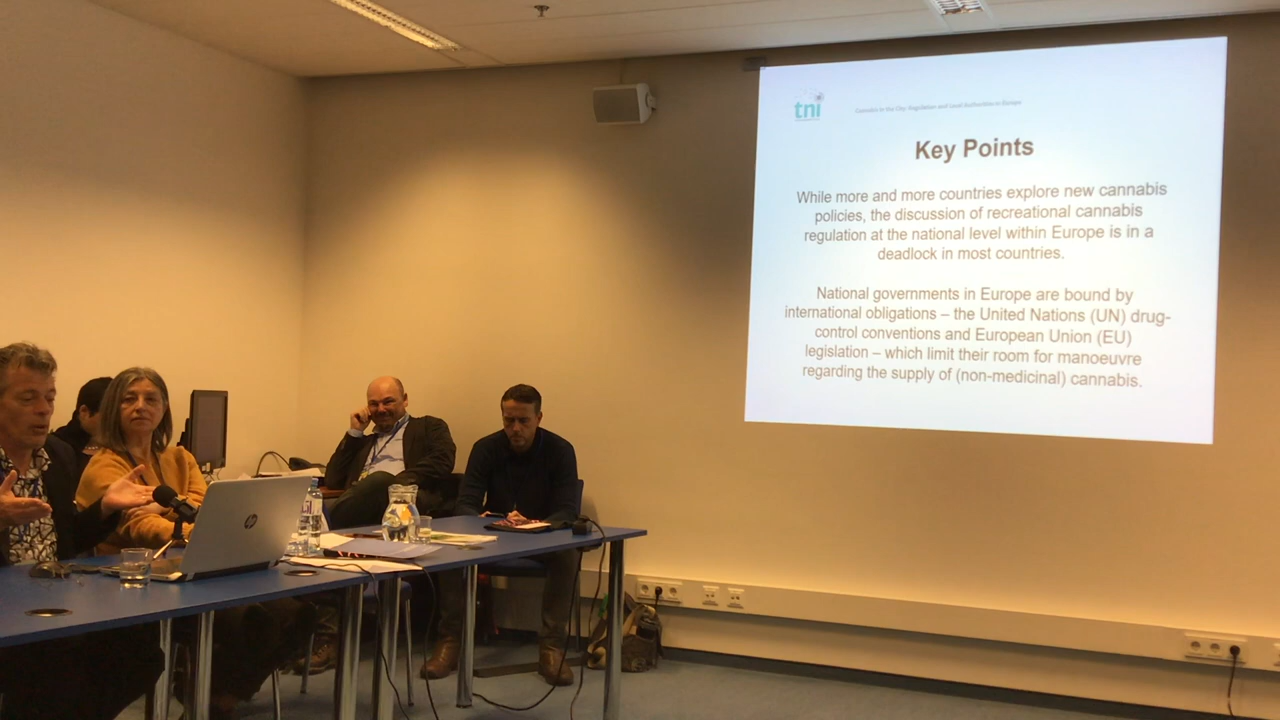 tni
Cannabis in the City: Regulation and Local Authorities in Europe
Key Points
While more and more countries explore new cannabis
policies, the discussion of recreational cannabis
regulation at the national level within Europe is in a
deadlock in most countries.
National governments in Europe are bound by
international obligations – the United Nations (UN) drug-
control conventions and European Union (EU)
legislation – which limit their room for manoeuvre
regarding the supply of (non-medicinal) cannabis.
hp